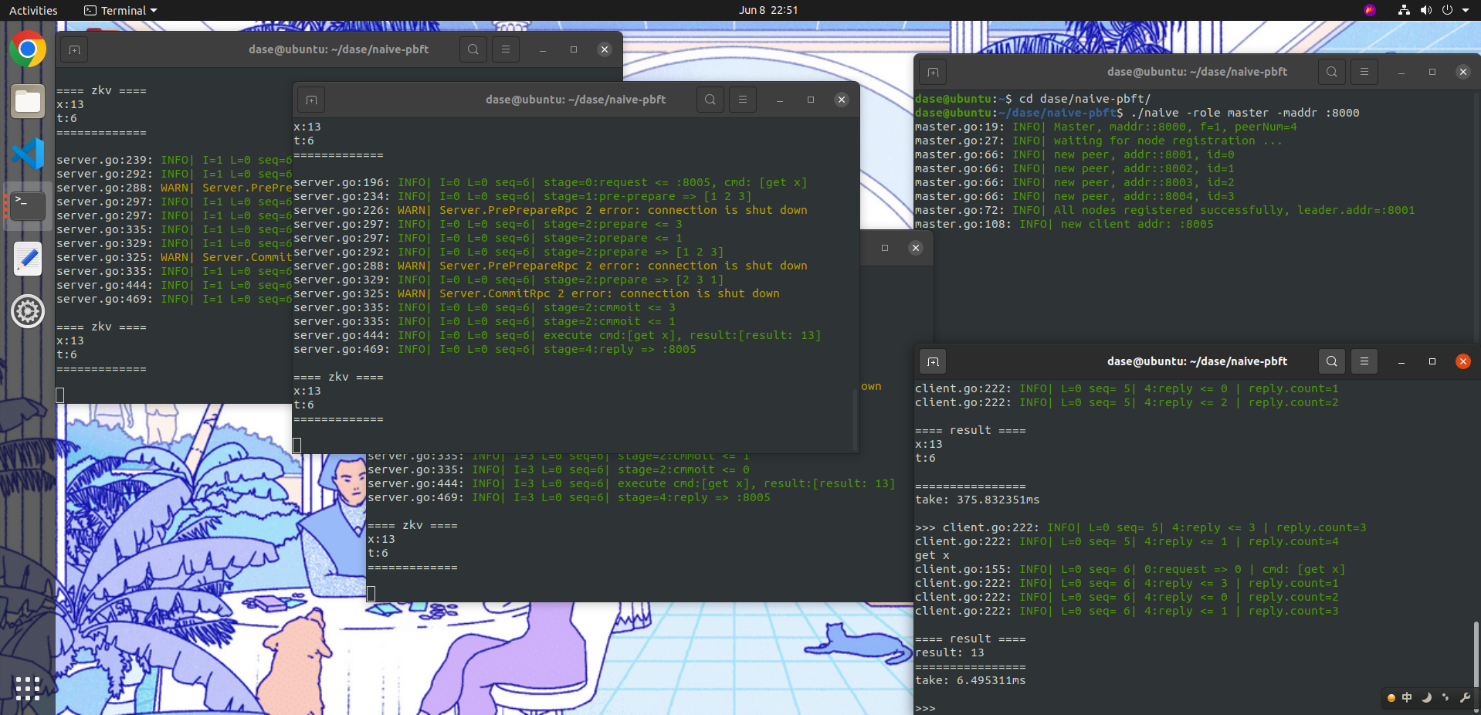 Activities
Terminal
Jun 8 22:51
dase@ubuntu: ~/dase/naive-pbft
==== zkv ====
x:13
t:6
=============
server.go:239: INFO| I=1 L=0 seq=6
server.go:292: INFO| I=1 L=0 seq=6
server.go:288: WARN| Server.PrePre
server.go:297: INFO| I=1 L=0 seq=6
server.go:297: INFO| I=1 L=0 seq=6
server.go:335: INFO| I=1 L=0 seq=6
server.go:329: INFO| I=1 L=0 seq=6
server.go:325: WARN| Server.Commit
server.go:335: INFO| I=1 L=0 seq=6
server.go:444: INFO| I=1 L=0 seq=6
server.go:469: INFO| I=1 L=0 seq=6
==== zkv ====
x:13
t:6
=============
dase@ubuntu: ~/dase/naive-pbft
x:13
t:6
=============
server.go:196: INFO| I=0 L=0 seq=6| stage=0:request <= :8005, cmd: [get x]
server.go:234: INFO| I=0 L=0 seq=6| stage=1:pre-prepare => [1 2 3]
server.go:226: WARN| Server.PrePrepareRpc 2 error: connection is shut down
server.go:297: INFO| I=0 L=0 seq=6| stage=2:prepare <= 3
server.go:297: INFO| I=0 L=0 seq=6| stage=2:prepare <= 1
server.go:292: INFO| I=0 L=0 seq=6| stage=2:prepare => [1 2 3]
server.go:288: WARN| Server.PrePrepareRpc 2 error: connection is shut down
server.go:329: INFO| I=0 L=0 seq=6| stage=2:prepare => [2 3 1]
server.go:325: WARN| Server.CommitRpc 2 error: connection is shut down
server.go:335: INFO| I=0 L=0 seq=6| stage=2:cmmoit <= 3
server.go:335: INFO| I=0 L=0 seq=6| stage=2:cmmoit <= 1
server.go:444: INFO| I=0 L=0 seq=6| execute cmd:[get x], result:[result: 13]
server.go:469: INFO| I=0 L=0 seq=6| stage=4:reply => :8005
==== zkv ====
x:13
t:6
=============
own
server.go:335: INFO| I=3 L=0 seq=6| stage=2:cmmoit <= 1
server.go:335: INFO| I=3 L=0 seq=6| stage=2:cmmoit <= 0
server.go:444: INFO| I=3 L=0 seq=6| execute cmd:[get x], result:[result: 13]
server.go:469: INFO| I=3 L=0 seq=6| stage=4:reply => :8005
==== zkv ====
x:13
t:6
=============
dase@ubuntu: ~/dase/naive-pbft
dase@ubuntu:~$ cd dase/naive-pbft/
dase@ubuntu:~/dase/naive-pbft$ ./naive -role master -maddr :8000
master.go:19: INFO| Master, maddr::8000, f=1, peerNum=4
master.go:27: INFO| waiting for node registration ...
master.go:66: INFO| new peer, addr::8001, id=0
master.go:66: INFO| new peer, addr::8002, id=1
master.go:66: INFO| new peer, addr::8003, id=2
master.go:66: INFO| new peer, addr::8004, id=3
master.go:72: INFO| All nodes registered successfully, leader.addr=:8001
master.go:108: INFO| new client addr: :8005
dase@ubuntu: ~/dase/naive-pbft
client.go:222: INFO| L=0 seq= 5| 4:reply <= 0 | reply.count=1
client.go:222: INFO| L=0 seq= 5| 4:reply <= 2 | reply.count=2
==== result ====
x:13
t:6
================
take: 375.832351ms
>>> client.go:222: INFO| L=0 seq= 5| 4:reply <= 3 | reply.count=3
client.go:222: INFO| L=0 seq= 5| 4:reply <= 1 | reply.count=4
get x
client.go:155: INFO| L=0 seq= 6| 0:request => 0 | cmd: [get x]
client.go:222: INFO| L=0 seq= 6| 4:reply <= 3 | reply.count=1
client.go:222: INFO| L=0 seq= 6| 4:reply <= 0 | reply.count=2
client.go:222: INFO| L=0 seq= 6| 4:reply <= 1 | reply.count=3
==== result ====
result: 13
================
take: 6.495311ms
>>>
中